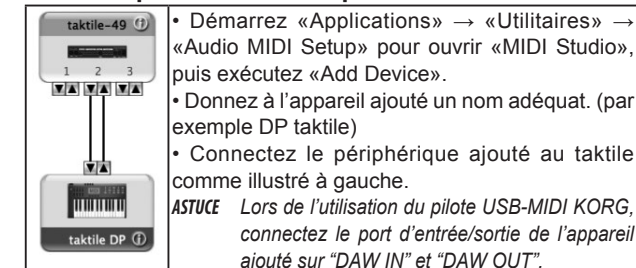 taktile-49
1 2 3
taktile DP
• Démarrez «Applications» → «Utilitaires» →
«Audio MIDI Setup» pour ouvrir «MIDI Studio»,
puis exécutez «Add Device».
• Donnez à l'appareil ajouté un nom adéquat. (par
exemple DP taktile)
• Connectez le périphérique ajouté au taktile
comme illustré à gauche.
ASTUCE Lors de l'utilisation du pilote USB-MIDI KORG,
connectez le port d'entrée/sortie de l'appareil
ajouté sur "DAW IN" et "DAW OUT".